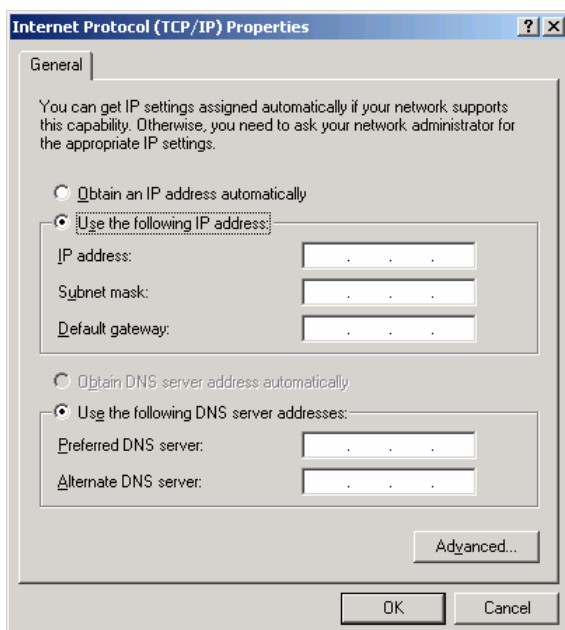 Internet Protocol (TCP/IP) Properties
General
You can get IP settings assigned automatically if your network supports
this capability. Otherwise, you need to ask your network administrator for
the appropriate IP settings.
Obtain an IP address automatically
Use the following IP address:
IP address:
Subnet mask:
Default gateway:
Obtain DNS server address automatically
Use the following DNS server addresses:
Preferred DNS server:
Alternate DNS server:
Advanced...
OK Cancel